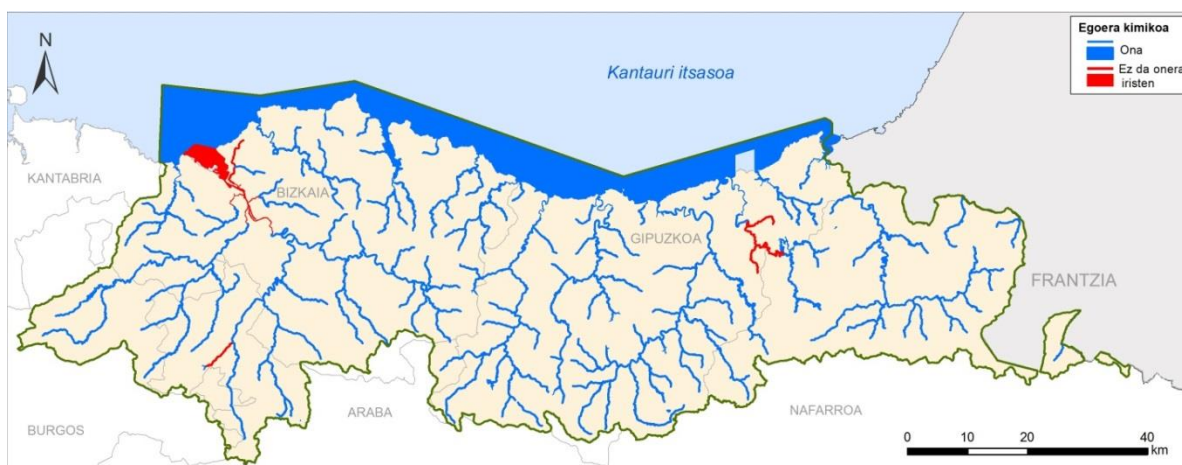 N
Kantauri itsasoa
Egoera kimikoa
Ona
Ez da onera
iristen
KANTABRIA
BIZKAIA
GIPUZKOA
FRANTZIA
BURGOS
ARABA
NAFARROA
0 10 20 40
km